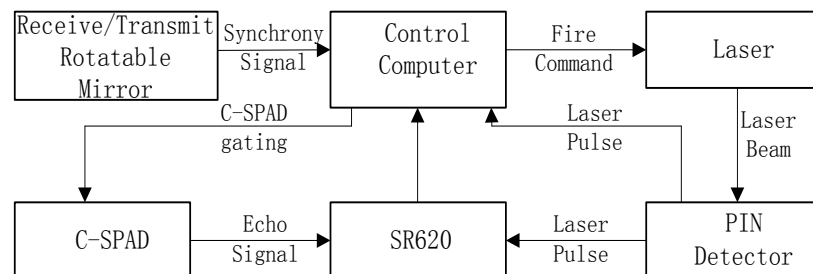 Receive/Transmit
Rotatable
Mirror
Synchrony
Signal
Control
Computer
Fire
Command
Laser
C-SPAD
gating
Laser
Pulse
Laser
Beam
C-SPAD
Echo
Signal
SR620
Laser
Pulse
PIN
Detector